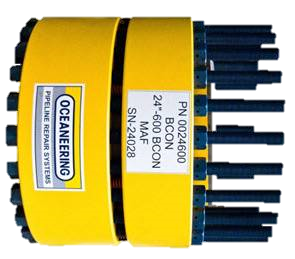 OCEANEERING
PIPELINE REPAIR SYSTEMS
PN 0024600
BCON
24"-600 BCON
MAF
SN-24028